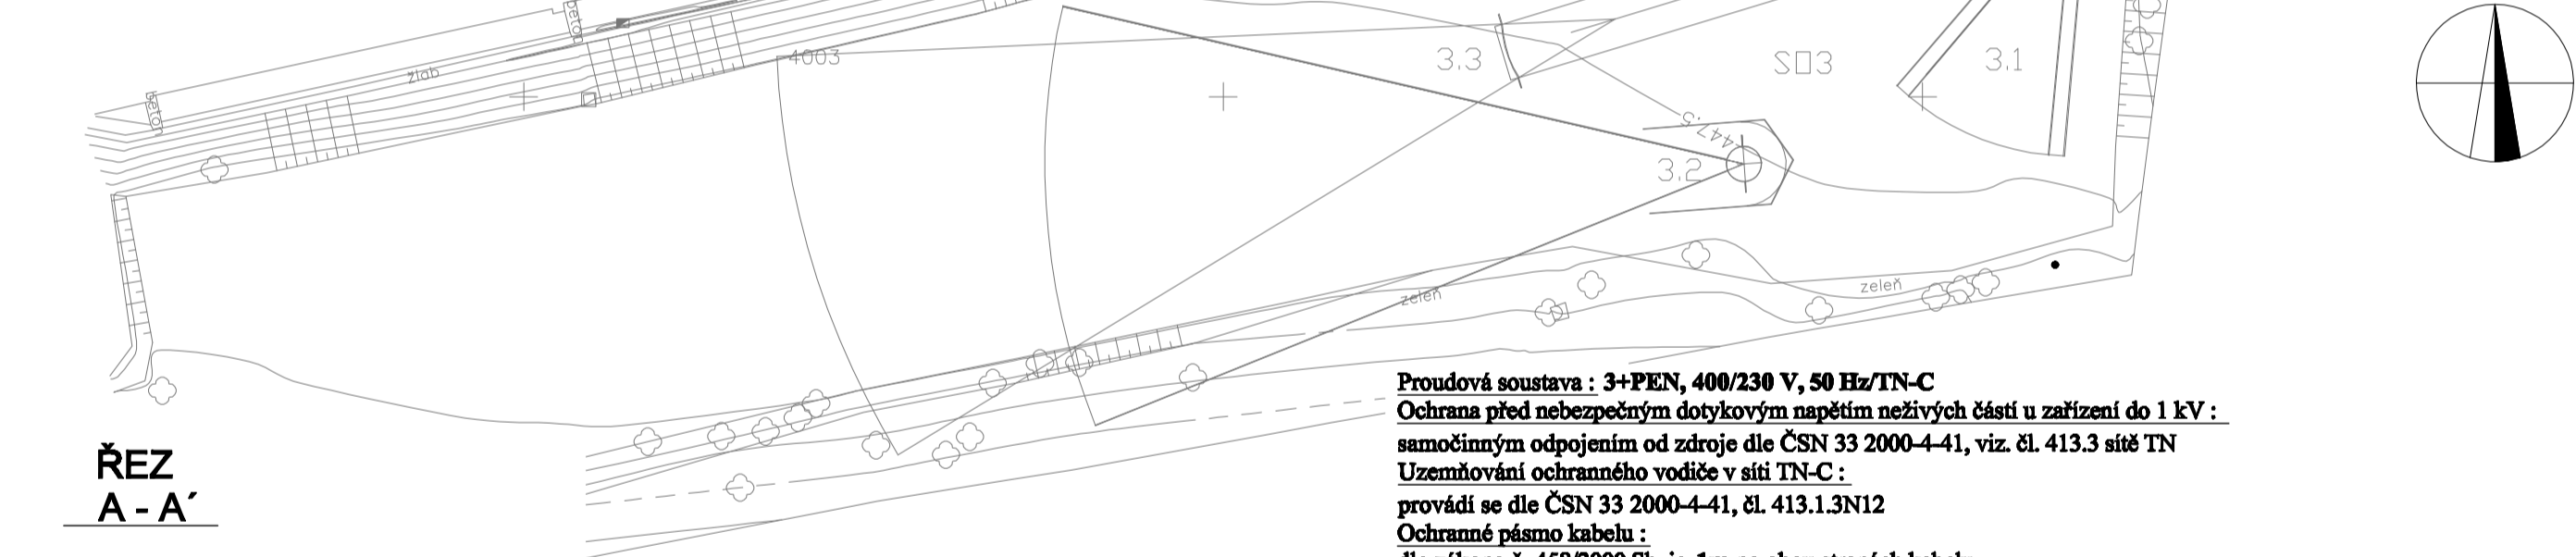 beton
beton
žlab
4003
3.3
S03
3.1
447.5
3.2
zeleň
zeleň
ŘEZ
A - A´
Proudová soustava : 3+PEN, 400/230 V, 50 Hz/TN-C
Ochrana před nebezpečným dotykovým napětím neživých částí u zařízení do 1 kV :
samočinným odpojením od zdroje dle ČSN 33 2000-4-41, viz. čl. 413.3 sítě TN
Uzemňování ochranného vodiče v síti TN-C :
provádí se dle ČSN 33 2000-4-41, čl. 413.1.3N12
Ochranné pásmo kabelu :